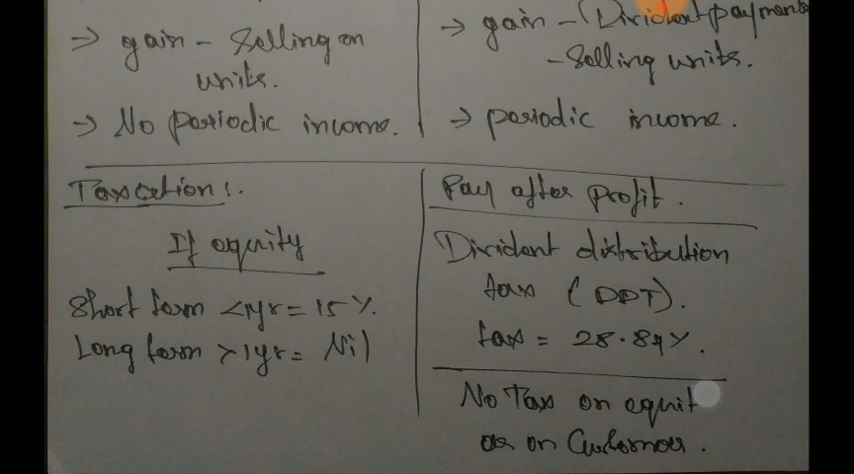 → gain - Selling on
units.
→ No periodic income.
→ gain - (Divident payments
- Selling units.
→ periodic income.
Taxation:.
If equity
Short term <1yr = 15%.
Long term >1yr = Nil
Pay after profit.
Divident distribution
tax (DDT).
tax = 28.84%.
No Tax on equit
or on Customer.